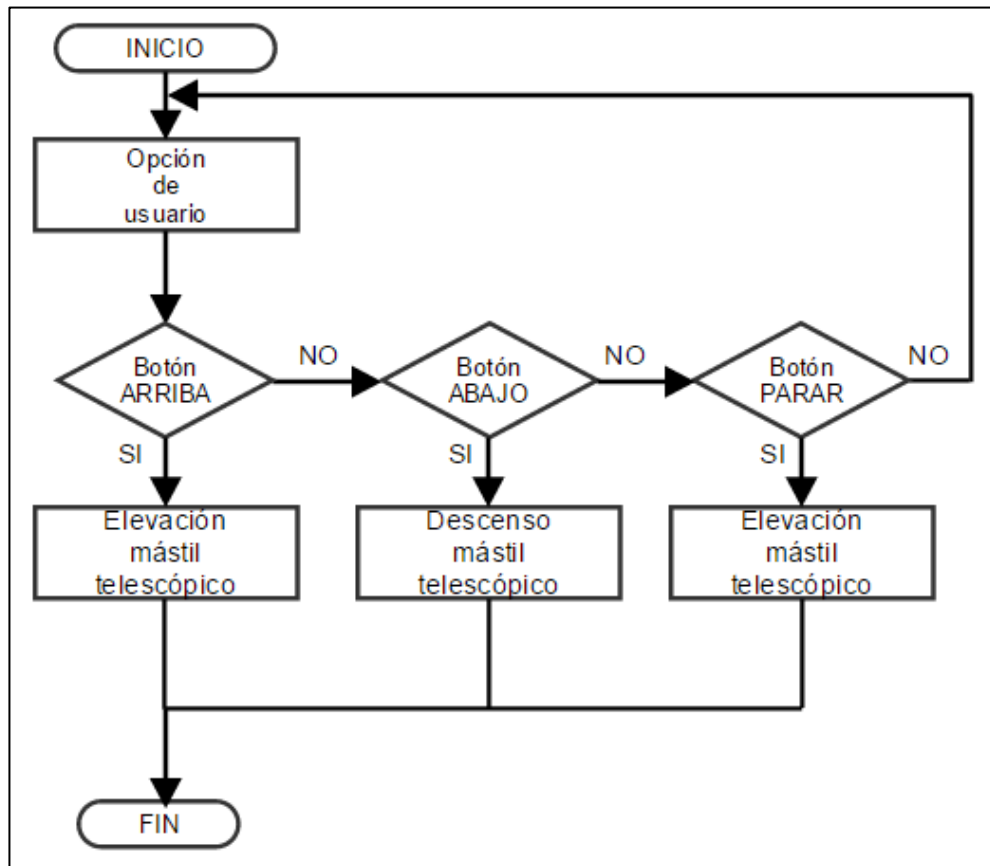 INICIO
Opción
de
usuario
Botón
ARRIBA
NO
Botón
ABAJO
NO
Botón
PARAR
NO
SI
SI
SI
Elevación
mástil
telescópico
Descenso
mástil
telescópico
Elevación
mástil
telescópico
FIN